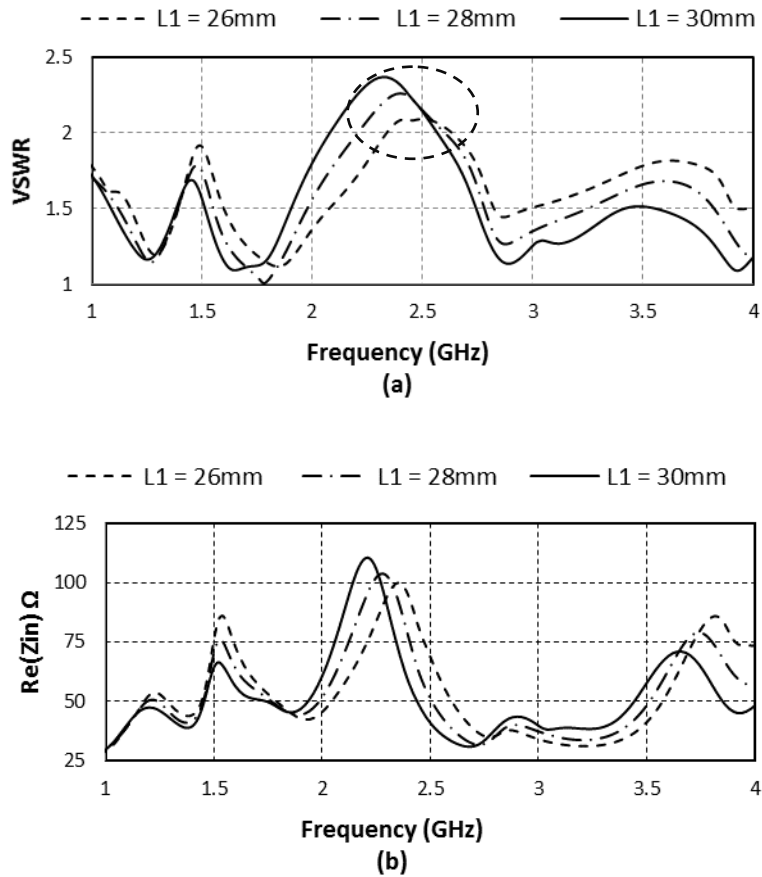 L1 = 26mm L1 = 28mm L1 = 30mm
2.5
2
1.5
1
VSWR
1 1.5 2 2.5 3 3.5 4
Frequency (GHz)
(a)
L1 = 26mm L1 = 28mm L1 = 30mm
125
100
75
50
25
Re(Zin) Ω
1 1.5 2 2.5 3 3.5 4
Frequency (GHz)
(b)